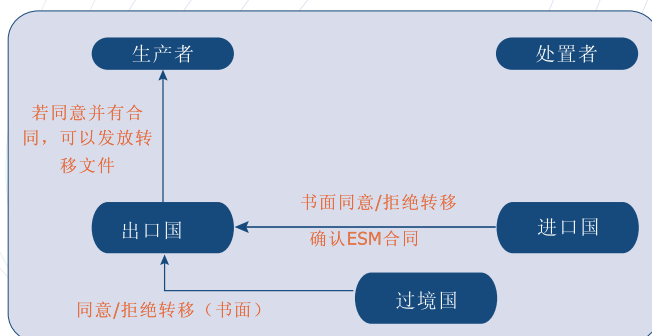 生产者
处置者
若同意并有合
同，可以发放转
移文件
书面同意/拒绝转移
出口国
进口国
确认ESM合同
过境国
同意/拒绝转移（书面）